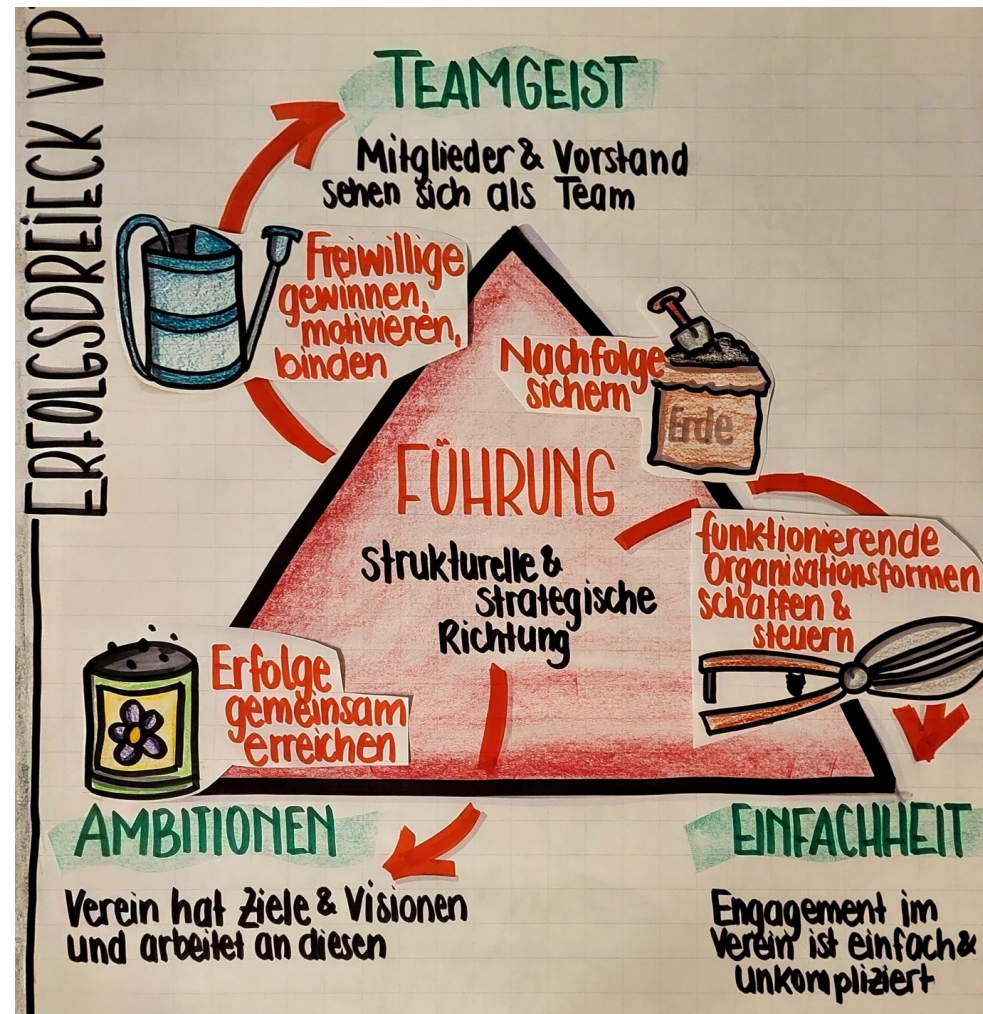 ERFOLGSDREIECK VIP
TEAMGEIST
Mitglieder & Vorstand
sehen sich als Team
Freiwillige
gewinnen,
motivieren,
binden
Nachfolge
sichern
Erde
FÜHRUNG
Strukturelle &
strategische
Richtung
funktionierende
Organisationsformen
schaffen &
steuern
Erfolge
gemeinsam
erreichen
AMBITIONEN
Verein hat Ziele & Visionen
und arbeitet an diesen
EINFACHHEIT
Engagement im
Verein ist einfach &
unkompliziert